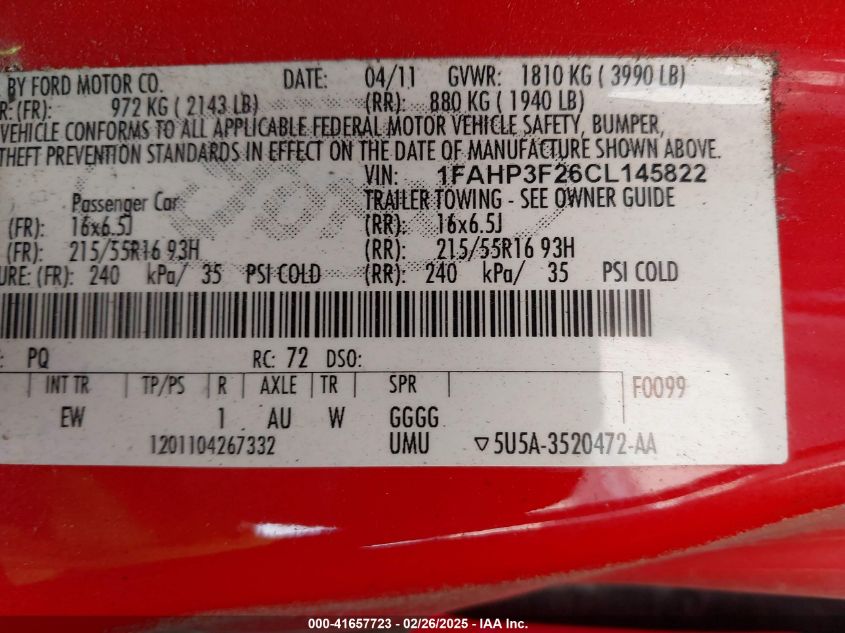 BY FORD MOTOR CO. DATE: 04/11 GVWR: 1810 KG ( 3990 LB)
R: (FR): 972 KG ( 2143 LB) (RR): 880 KG ( 1940 LB)
VEHICLE CONFORMS TO ALL APPLICABLE FEDERAL MOTOR VEHICLE SAFETY, BUMPER,
THEFT PREVENTION STANDARDS IN EFFECT ON THE DATE OF MANUFACTURE SHOWN ABOVE.
VIN: 1FAHP3F26CL145822
Passenger Car TRAILER TOWING - SEE OWNER GUIDE
(FR): 16x6.5J (RR): 16x6.5J
(FR): 215/55R16 93H (RR): 215/55R16 93H
URE: (FR): 240 kPa/ 35 PSI COLD (RR): 240 kPa/ 35 PSI COLD
: PQ RC: 72 DSO:
INT TR TP/PS R AXLE TR SPR F0099
EW 1 AU W GGGG
1201104267332 UMU ▽5U5A-3520472-AA
000-41657723 - 02/26/2025 - IAA Inc.